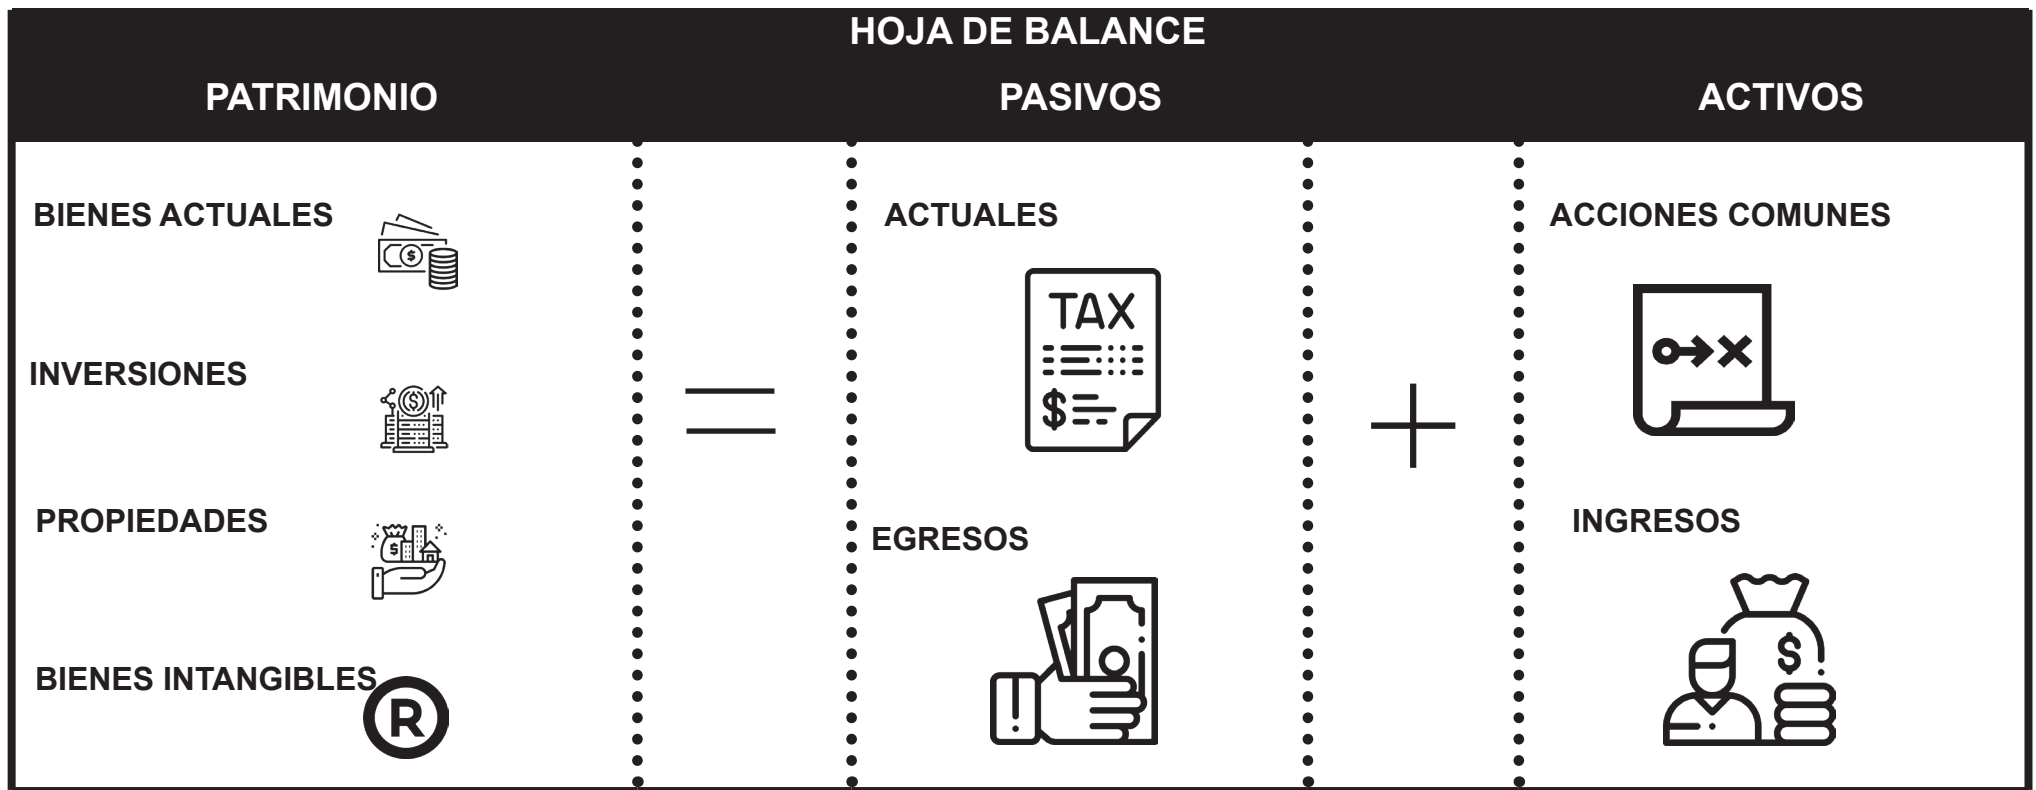 HOJA DE BALANCE
PATRIMONIO
PASIVOS
ACTIVOS
BIENES ACTUALES
$
INVERSIONES
$
PROPIEDADES
$
BIENES INTANGIBLES
R
=
ACTUALES
TAX
$
EGRESOS
+
ACCIONES COMUNES
INGRESOS
$